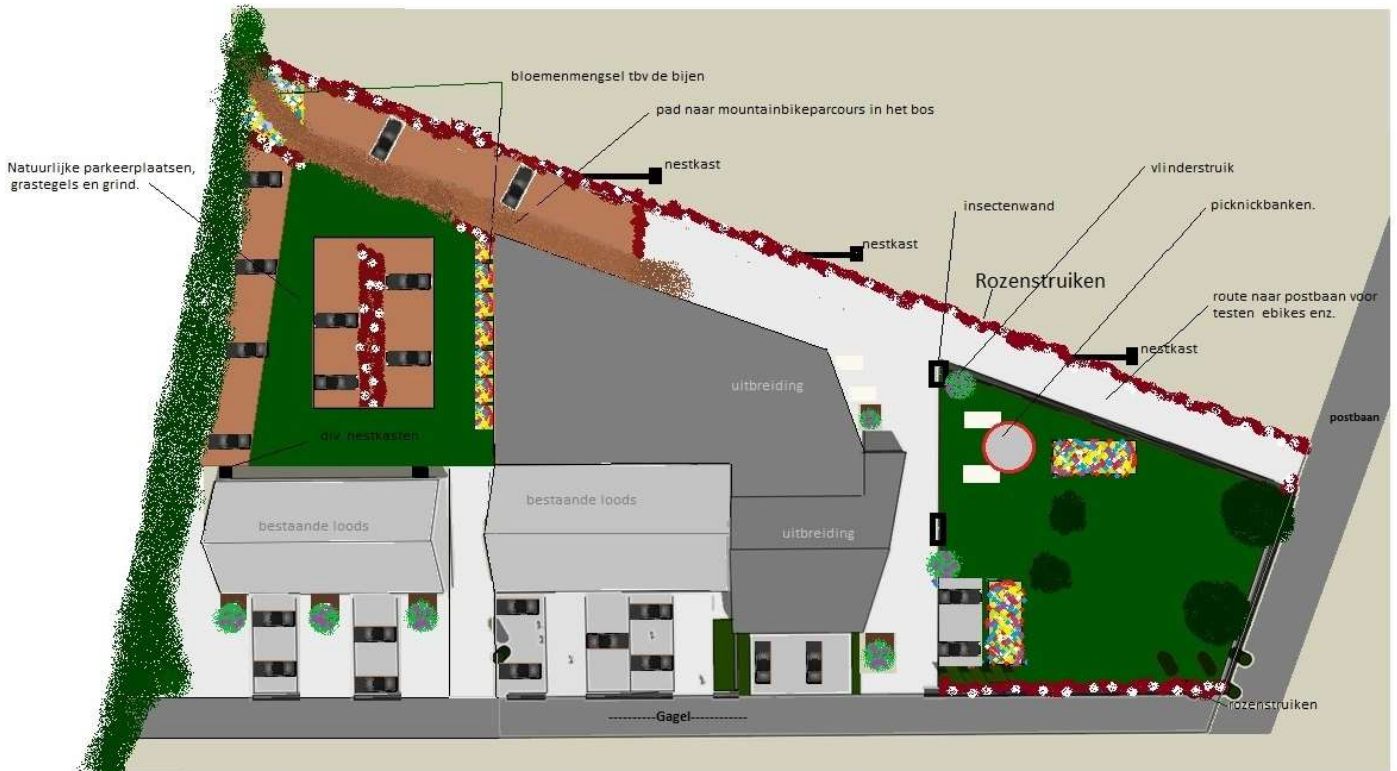 bloemenmengsel tbv de bijen
pad naar mountainbikeparcours in het bos
Natuurlijke parkeerplaatsen,
grastegels en grind.
nestkast
vlinderstruik
insectenwand
picknickbanken.
nestkast
Rozenstruiken
route naar postbaan voor
testen ebikes enz.
nestkast
uitbreiding
postbaan
div. nestkasten
bestaande loods
bestaande loods
uitbreiding
rozenstruiken
----------Gagel-----------